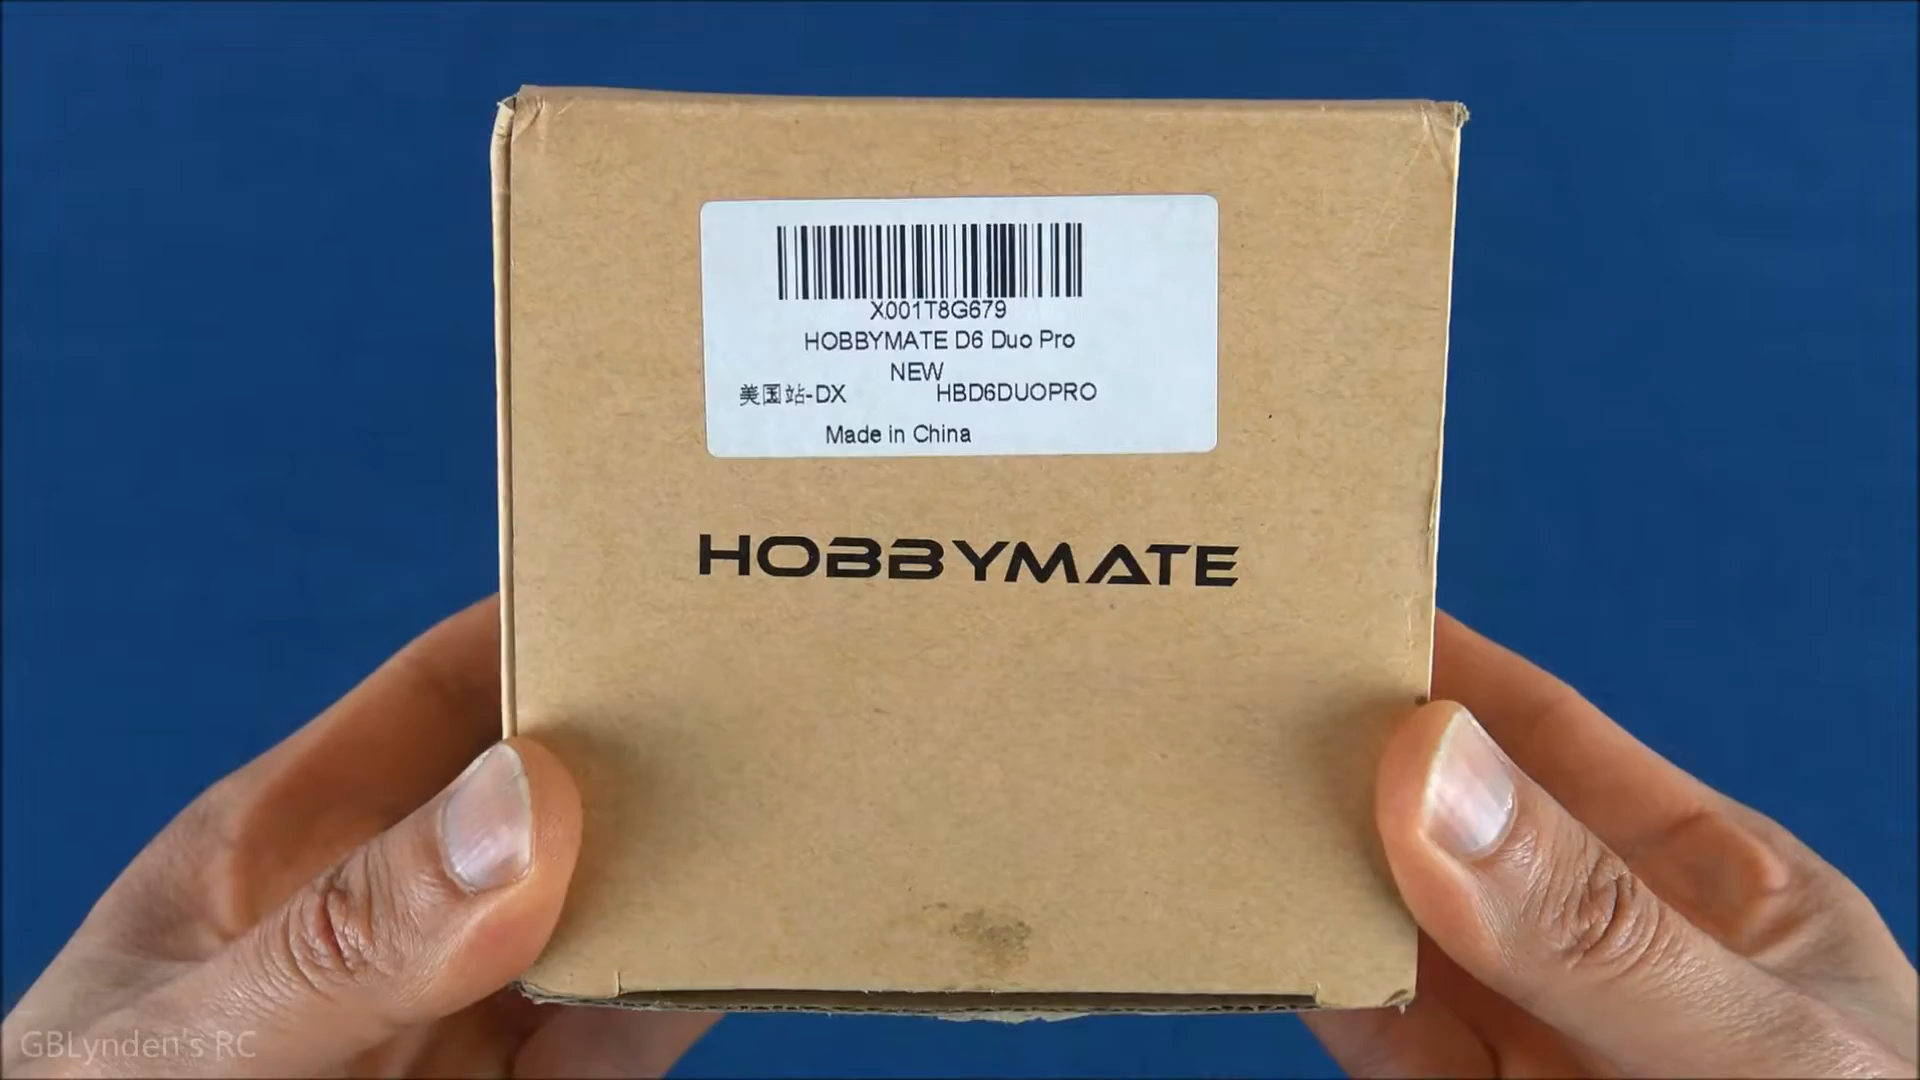 X001T8G679
HOBBYMATE D6 Duo Pro
NEW
美国站-DX HBD6DUOPRO
Made in China
HOBBYMATE
GBLynden's RC